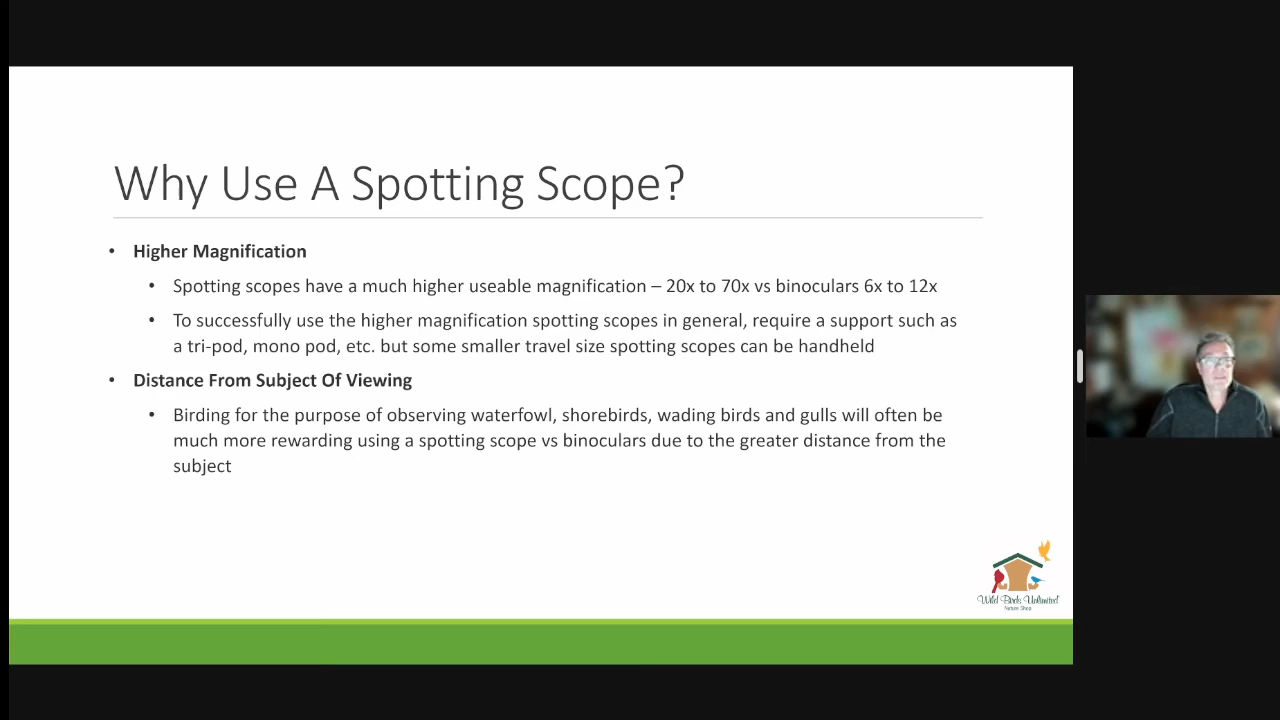 Why Use A Spotting Scope?
• Higher Magnification
• Spotting scopes have a much higher useable magnification – 20x to 70x vs binoculars 6x to 12x
• To successfully use the higher magnification spotting scopes in general, require a support such as
a tri-pod, mono pod, etc. but some smaller travel size spotting scopes can be handheld
• Distance From Subject Of Viewing
• Birding for the purpose of observing waterfowl, shorebirds, wading birds and gulls will often be
much more rewarding using a spotting scope vs binoculars due to the greater distance from the
subject
Wild Birds Unlimited
Nature Shop